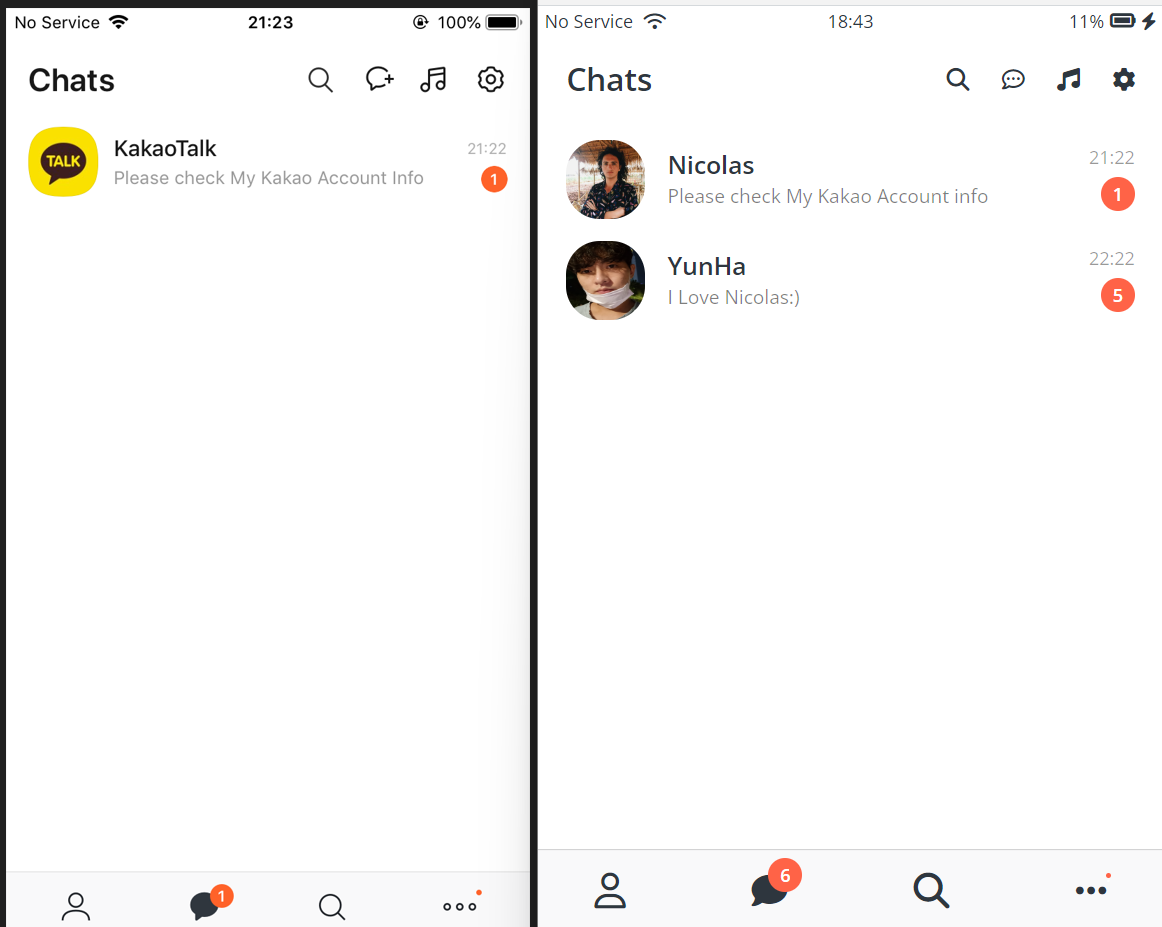 No Service 21:23 100%
Chats
TALK
KakaoTalk 21:22
Please check My Kakao Account Info 1
1
No Service 18:43 11%
Chats
Nicolas 21:22
Please check My Kakao Account info 1
YunHa 22:22
I Love Nicolas:) 5
6